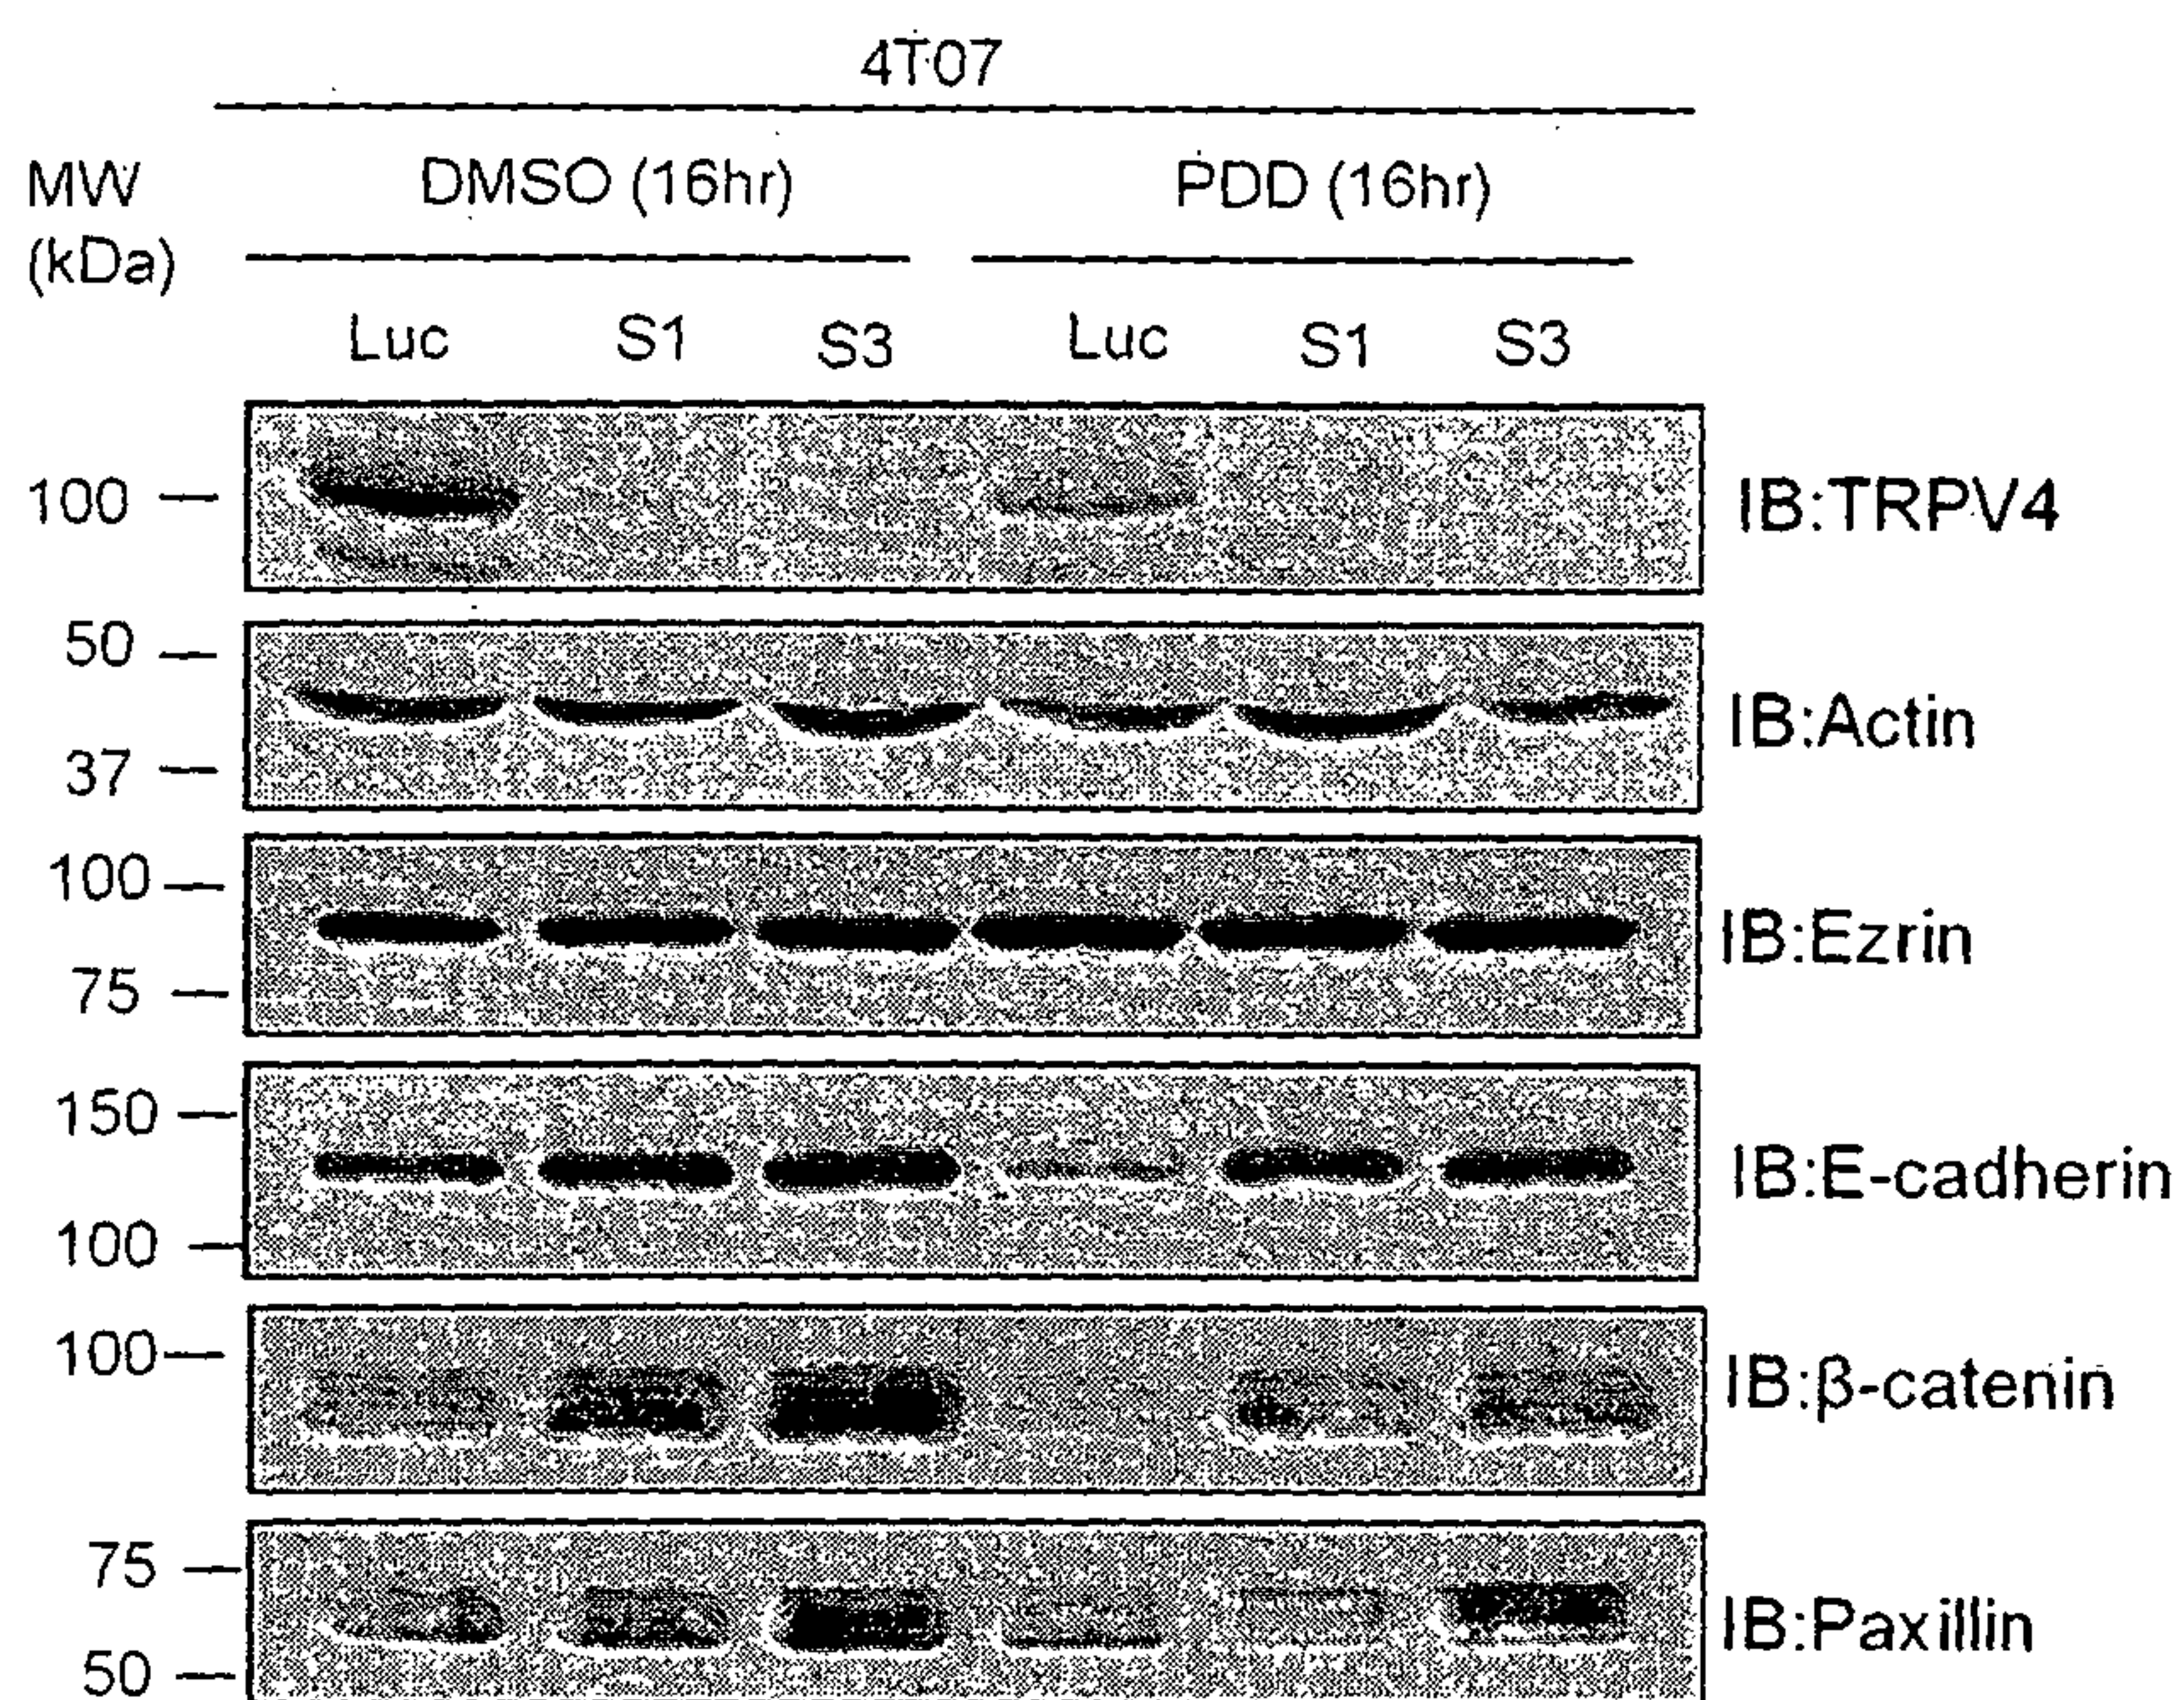 4T07
MW
(kDa)
DMSO (16hr)
PDD (16hr)
Luc S1 S3 Luc S1 S3
100
IB:TRPV4
50
37
IB:Actin
100
75
IB:Ezrin
150
100
IB:E-cadherin
100
IB:β-catenin
75
50
IB:Paxillin